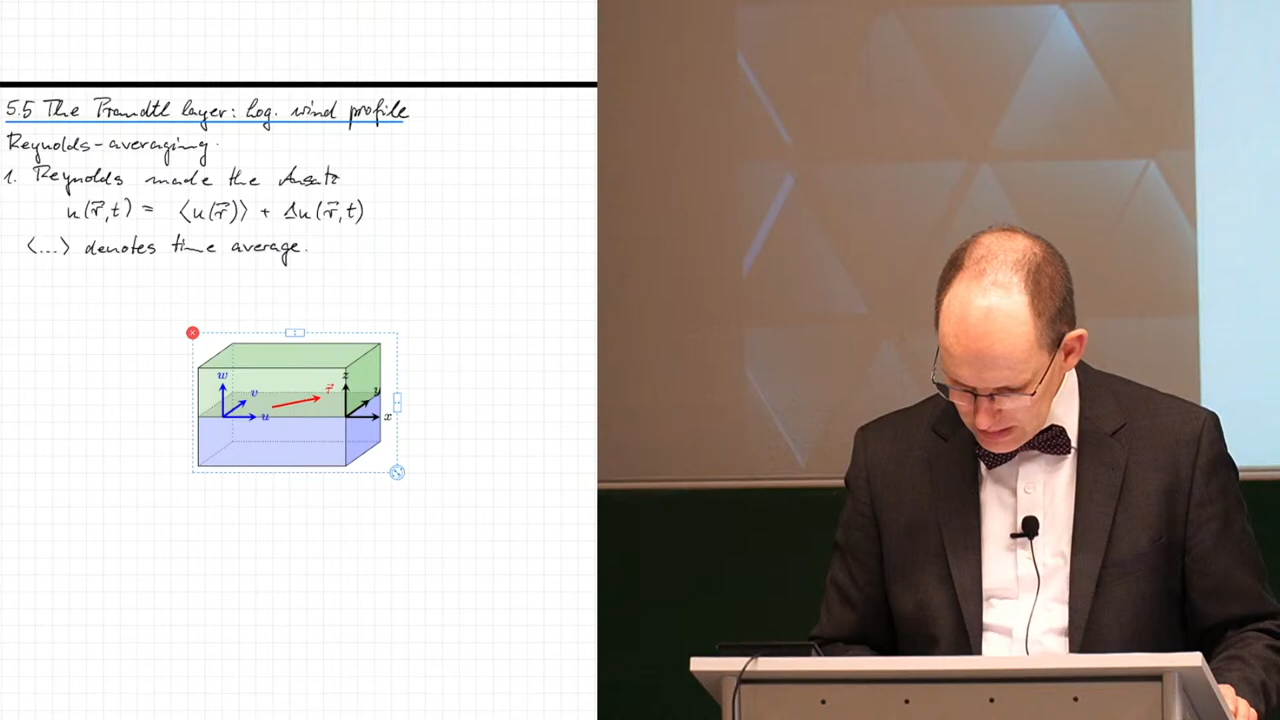 5.5 The Prandtl layer: Log. wind profile
Reynolds-averaging.
1. Reynolds made the Ansatz
u(r⃗,t) = ⟨u(r⃗)⟩ + Δu(r⃗,t)
⟨...⟩ denotes time average.
w
v
u
r⃗
z
y
x